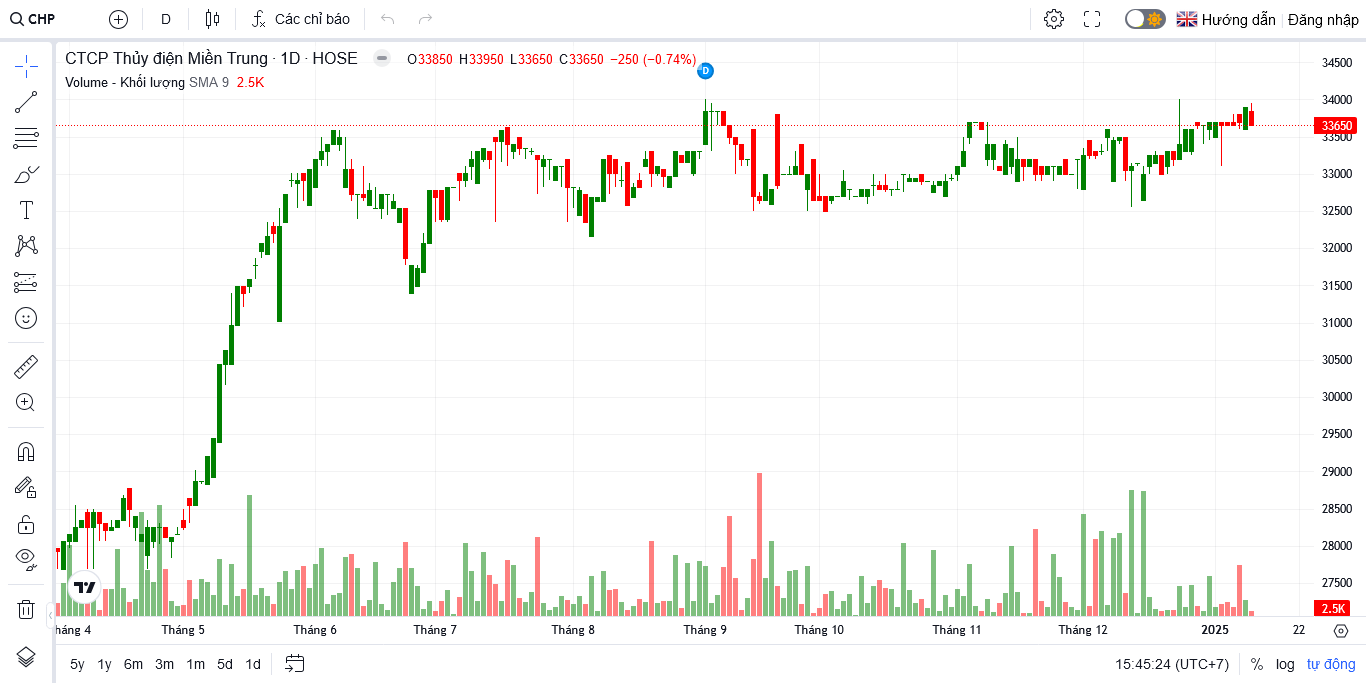 CHP D Các chỉ báo Hướng dẫn Đăng nhập
CTCP Thủy điện Miền Trung · 1D · HOSE O33850 H33950 L33650 C33650 −250 (−0.74%)
D
Volume - Khối lượng SMA 9 2.5K
34500
34000
33650
33500
33000
32500
32000
31500
31000
30500
30000
29500
29000
28500
28000
27500
2.5K
háng 4 Tháng 5 Tháng 6 Tháng 7 Tháng 8 Tháng 9 Tháng 10 Tháng 11 Tháng 12 2025 22
5y 1y 6m 3m 1m 5d 1d 15:45:24 (UTC+7) % log tự động